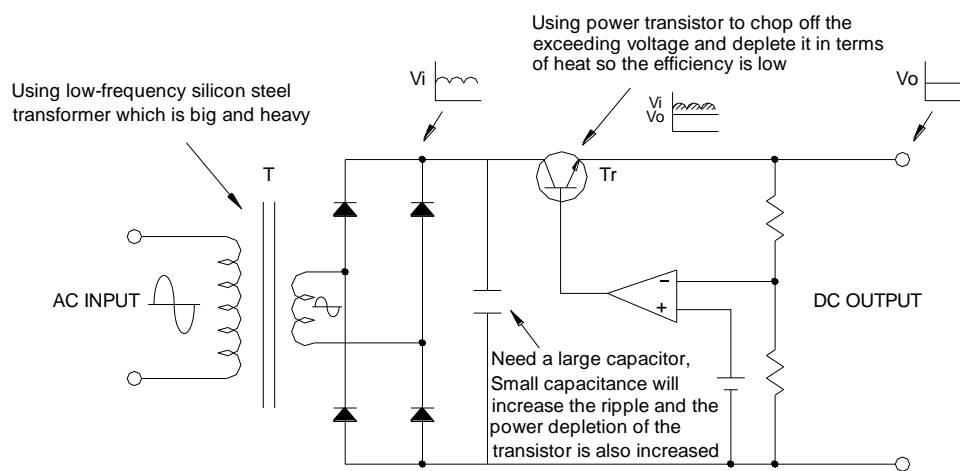 Using power transistor to chop off the
exceeding voltage and deplete it in terms
of heat so the efficiency is low
Vi
Vo
Using low-frequency silicon steel
transformer which is big and heavy
Vi
Vo
T
Tr
AC INPUT
-
+
DC OUTPUT
Need a large capacitor,
Small capacitance will
increase the ripple and the
power depletion of the
transistor is also increased